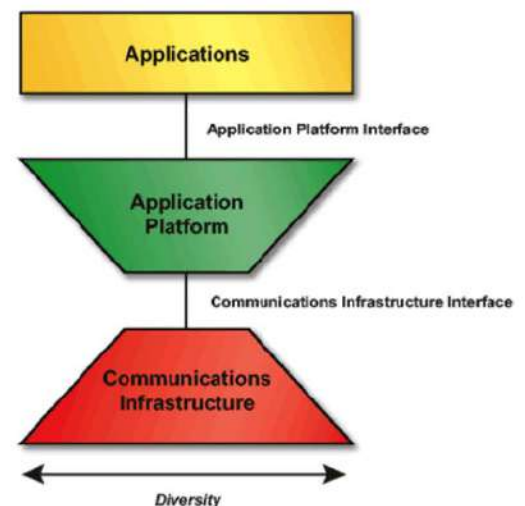 Applications
Application Platform Interface
Application
Platform
Communications Infrastructure Interface
Communications
Infrastructure
Diversity